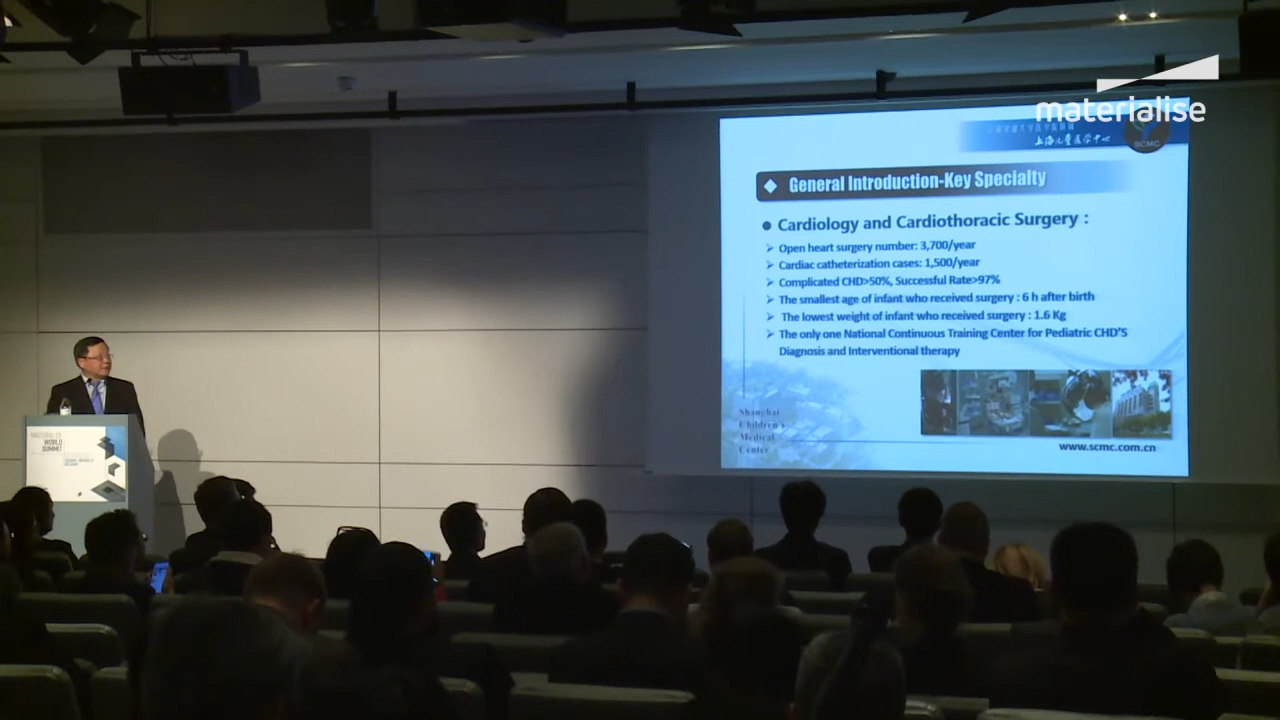 materialise
上海儿童医学中心
SCMC
General Introduction-Key Specialty
Cardiology and Cardiothoracic Surgery :
Open heart surgery number: 3,700/year
Cardiac catheterization cases: 1,500/year
Complicated CHD>50%, Successful Rate>97%
The smallest age of infant who received surgery : 6 h after birth
The lowest weight of infant who received surgery : 1.6 Kg
The only one National Continuous Training Center for Pediatric CHD'S
Diagnosis and Interventional therapy
Shanghai
Children's
Medical
Center
www.scmc.com.cn
WORLD
SUMMIT